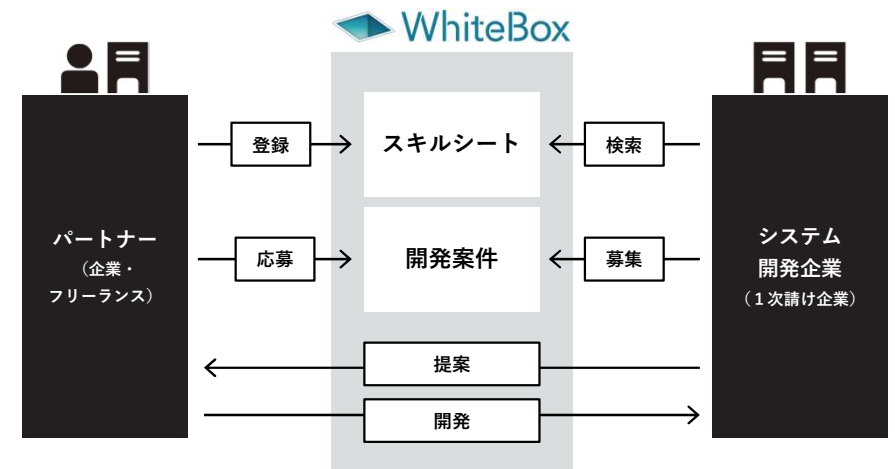 WhiteBox
パートナー
（企業・
フリーランス）
登録
スキルシート
検索
応募
開発案件
募集
提案
開発
システム
開発企業
（１次請け企業）